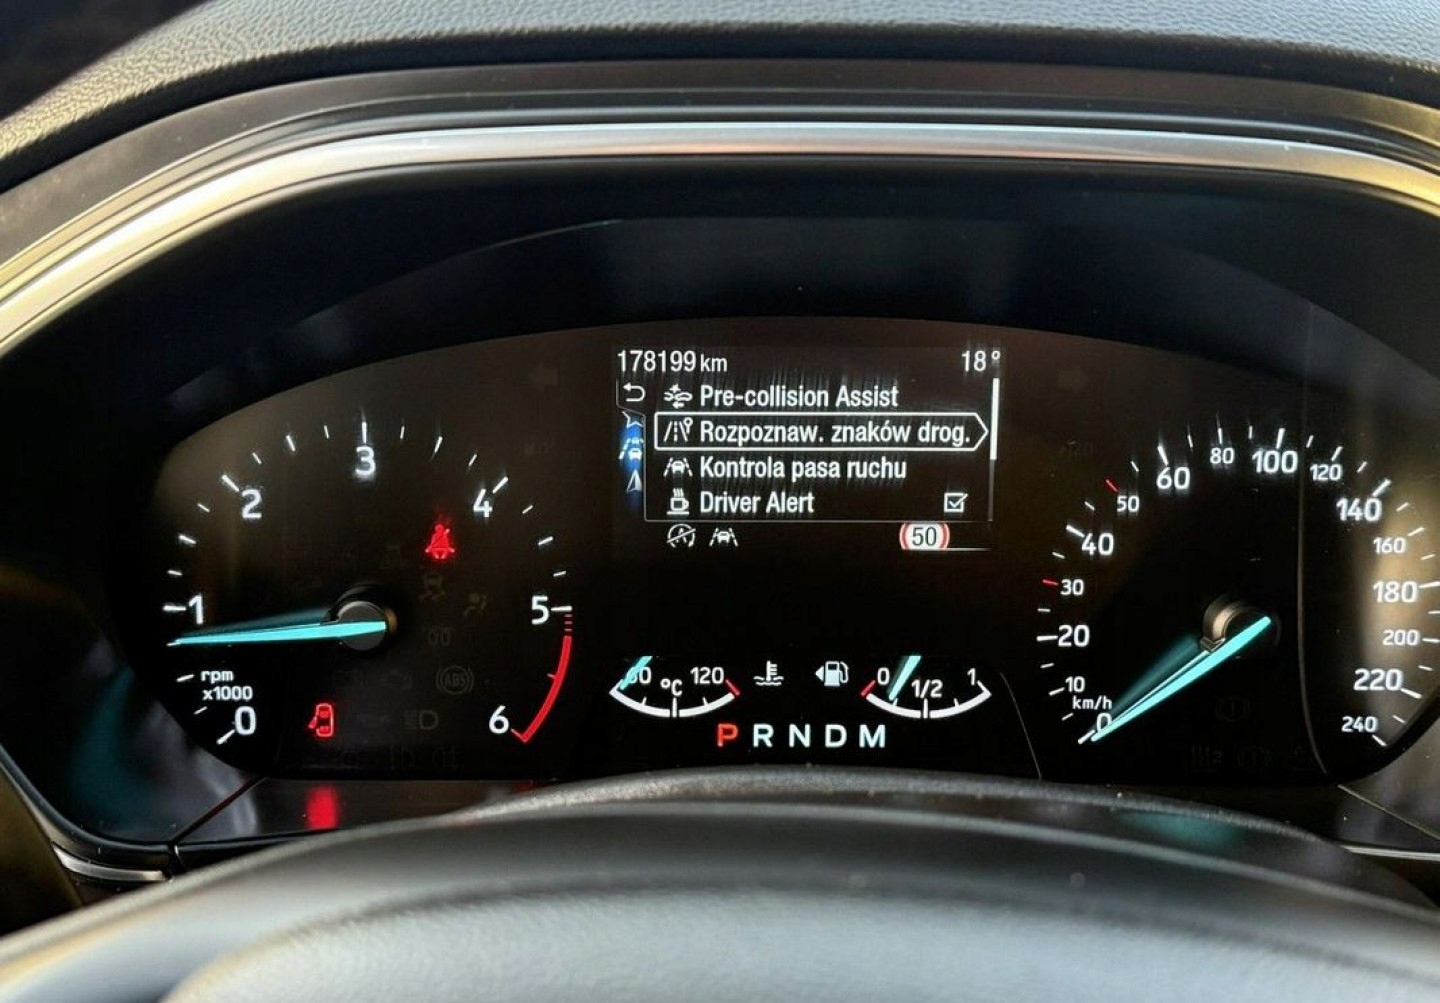 178199 km 18°
Pre-collision Assist
Rozpoznaw. znaków drog.
Kontrola pasa ruchu
Driver Alert
50
0 1 2 3 4 5 6
rpm
x1000
°C 120
0 1/2 1
P R N D M
0 10 20 30 40 50 60 80 100 120 140 160 180 200 220 240
km/h
ABS